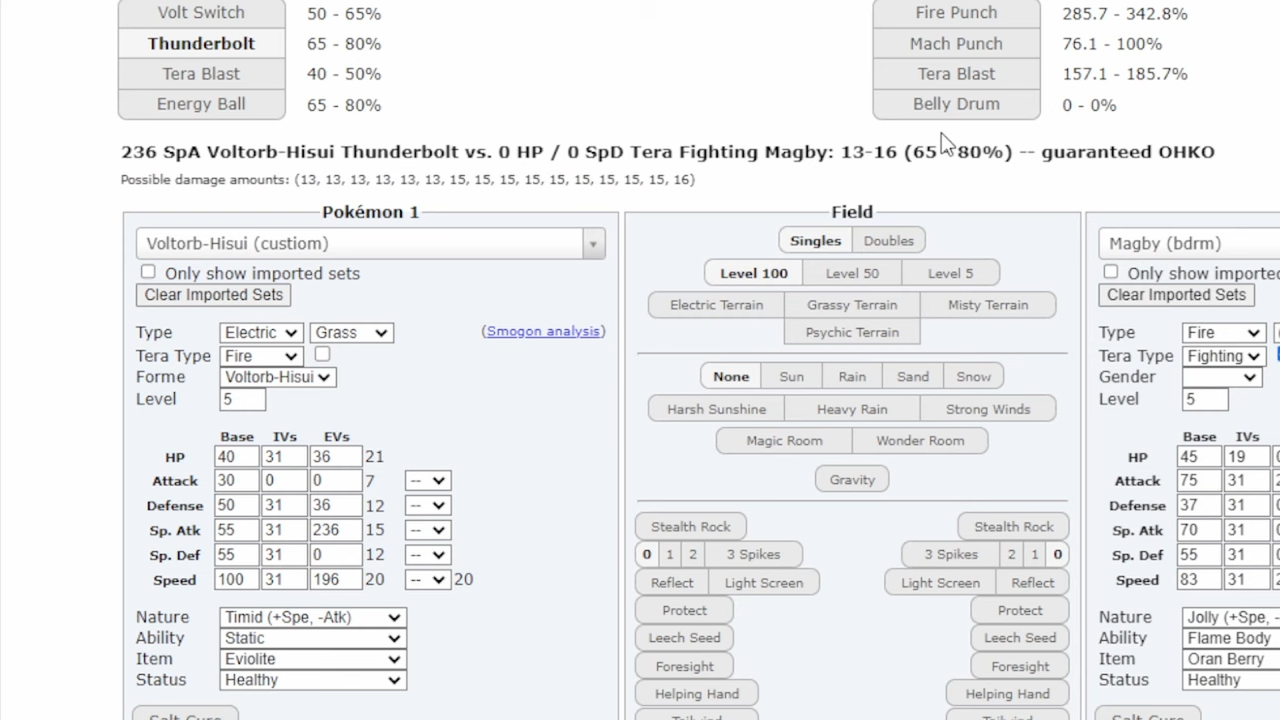 Volt Switch 50 - 65% Fire Punch 285.7 - 342.8%
Thunderbolt 65 - 80% Mach Punch 76.1 - 100%
Tera Blast 40 - 50% Tera Blast 157.1 - 185.7%
Energy Ball 65 - 80% Belly Drum 0 - 0%
236 SpA Voltorb-Hisui Thunderbolt vs. 0 HP / 0 SpD Tera Fighting Magby: 13-16 (65 - 80%) -- guaranteed OHKO
Possible damage amounts: (13, 13, 13, 13, 13, 13, 15, 15, 15, 15, 15, 15, 15, 15, 15, 16)
Pokémon 1
Voltorb-Hisui (custiom)
Only show imported sets
Clear Imported Sets
Type Electric Grass (Smogon analysis)
Tera Type Fire
Forme Voltorb-Hisui
Level 5
Base IVs EVs
HP 40 31 36 21
Attack 30 0 0 7 --
Defense 50 31 36 12 --
Sp. Atk 55 31 236 15 --
Sp. Def 55 31 0 12 --
Speed 100 31 196 20 -- 20
Nature Timid (+Spe, -Atk)
Ability Static
Item Eviolite
Status Healthy
Salt Cure
Field
Singles Doubles
Level 100 Level 50 Level 5
Electric Terrain Grassy Terrain Misty Terrain
Psychic Terrain
None Sun Rain Sand Snow
Harsh Sunshine Heavy Rain Strong Winds
Magic Room Wonder Room
Gravity
Stealth Rock Stealth Rock
0 1 2 3 Spikes 3 Spikes 2 1 0
Reflect Light Screen Light Screen Reflect
Protect Protect
Leech Seed Leech Seed
Foresight Foresight
Helping Hand Helping Hand
Tailwind Tailwind
Magby (bdrm)
Only show importe
Clear Imported Sets
Type Fire
Tera Type Fighting
Gender
Level 5
Base IVs
HP 45 19
Attack 75 31
Defense 37 31
Sp. Atk 70 31
Sp. Def 55 31
Speed 83 31
Nature Jolly (+Spe, -
Ability Flame Body
Item Oran Berry
Status Healthy
Salt Cure